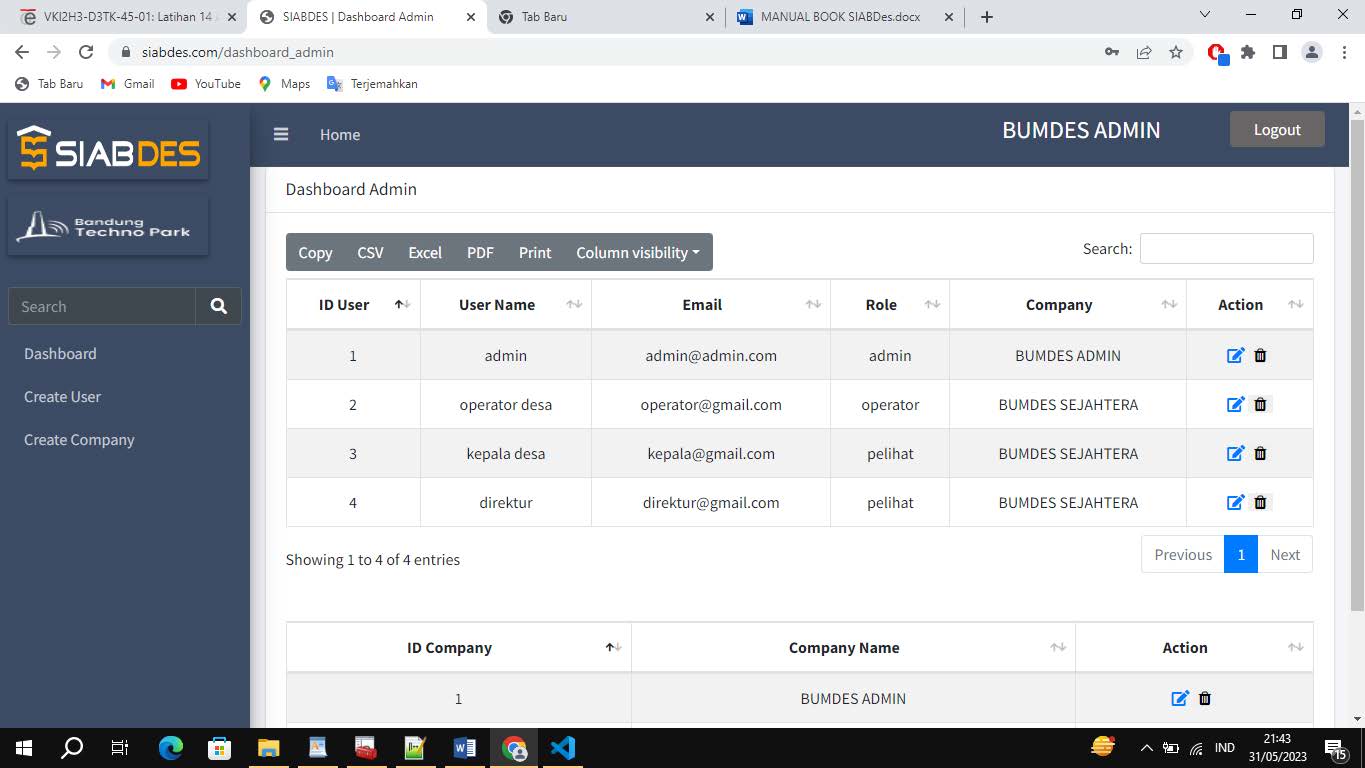 VKI2H3-D3TK-45-01: Latihan 14
SIABDES | Dashboard Admin
Tab Baru
MANUAL BOOK SIABDes.docx
siabdes.com/dashboard_admin
Tab Baru Gmail YouTube Maps Terjemahkan
SIABDES
Bandung
Techno Park
Search
Dashboard
Create User
Create Company
Home BUMDES ADMIN Logout
Dashboard Admin
Copy CSV Excel PDF Print Column visibility Search:
ID User User Name Email Role Company Action
1 admin admin@admin.com admin BUMDES ADMIN
2 operator desa operator@gmail.com operator BUMDES SEJAHTERA
3 kepala desa kepala@gmail.com pelihat BUMDES SEJAHTERA
4 direktur direktur@gmail.com pelihat BUMDES SEJAHTERA
Showing 1 to 4 of 4 entries Previous 1 Next
ID Company Company Name Action
1 BUMDES ADMIN
IND 21:43
31/05/2023 15